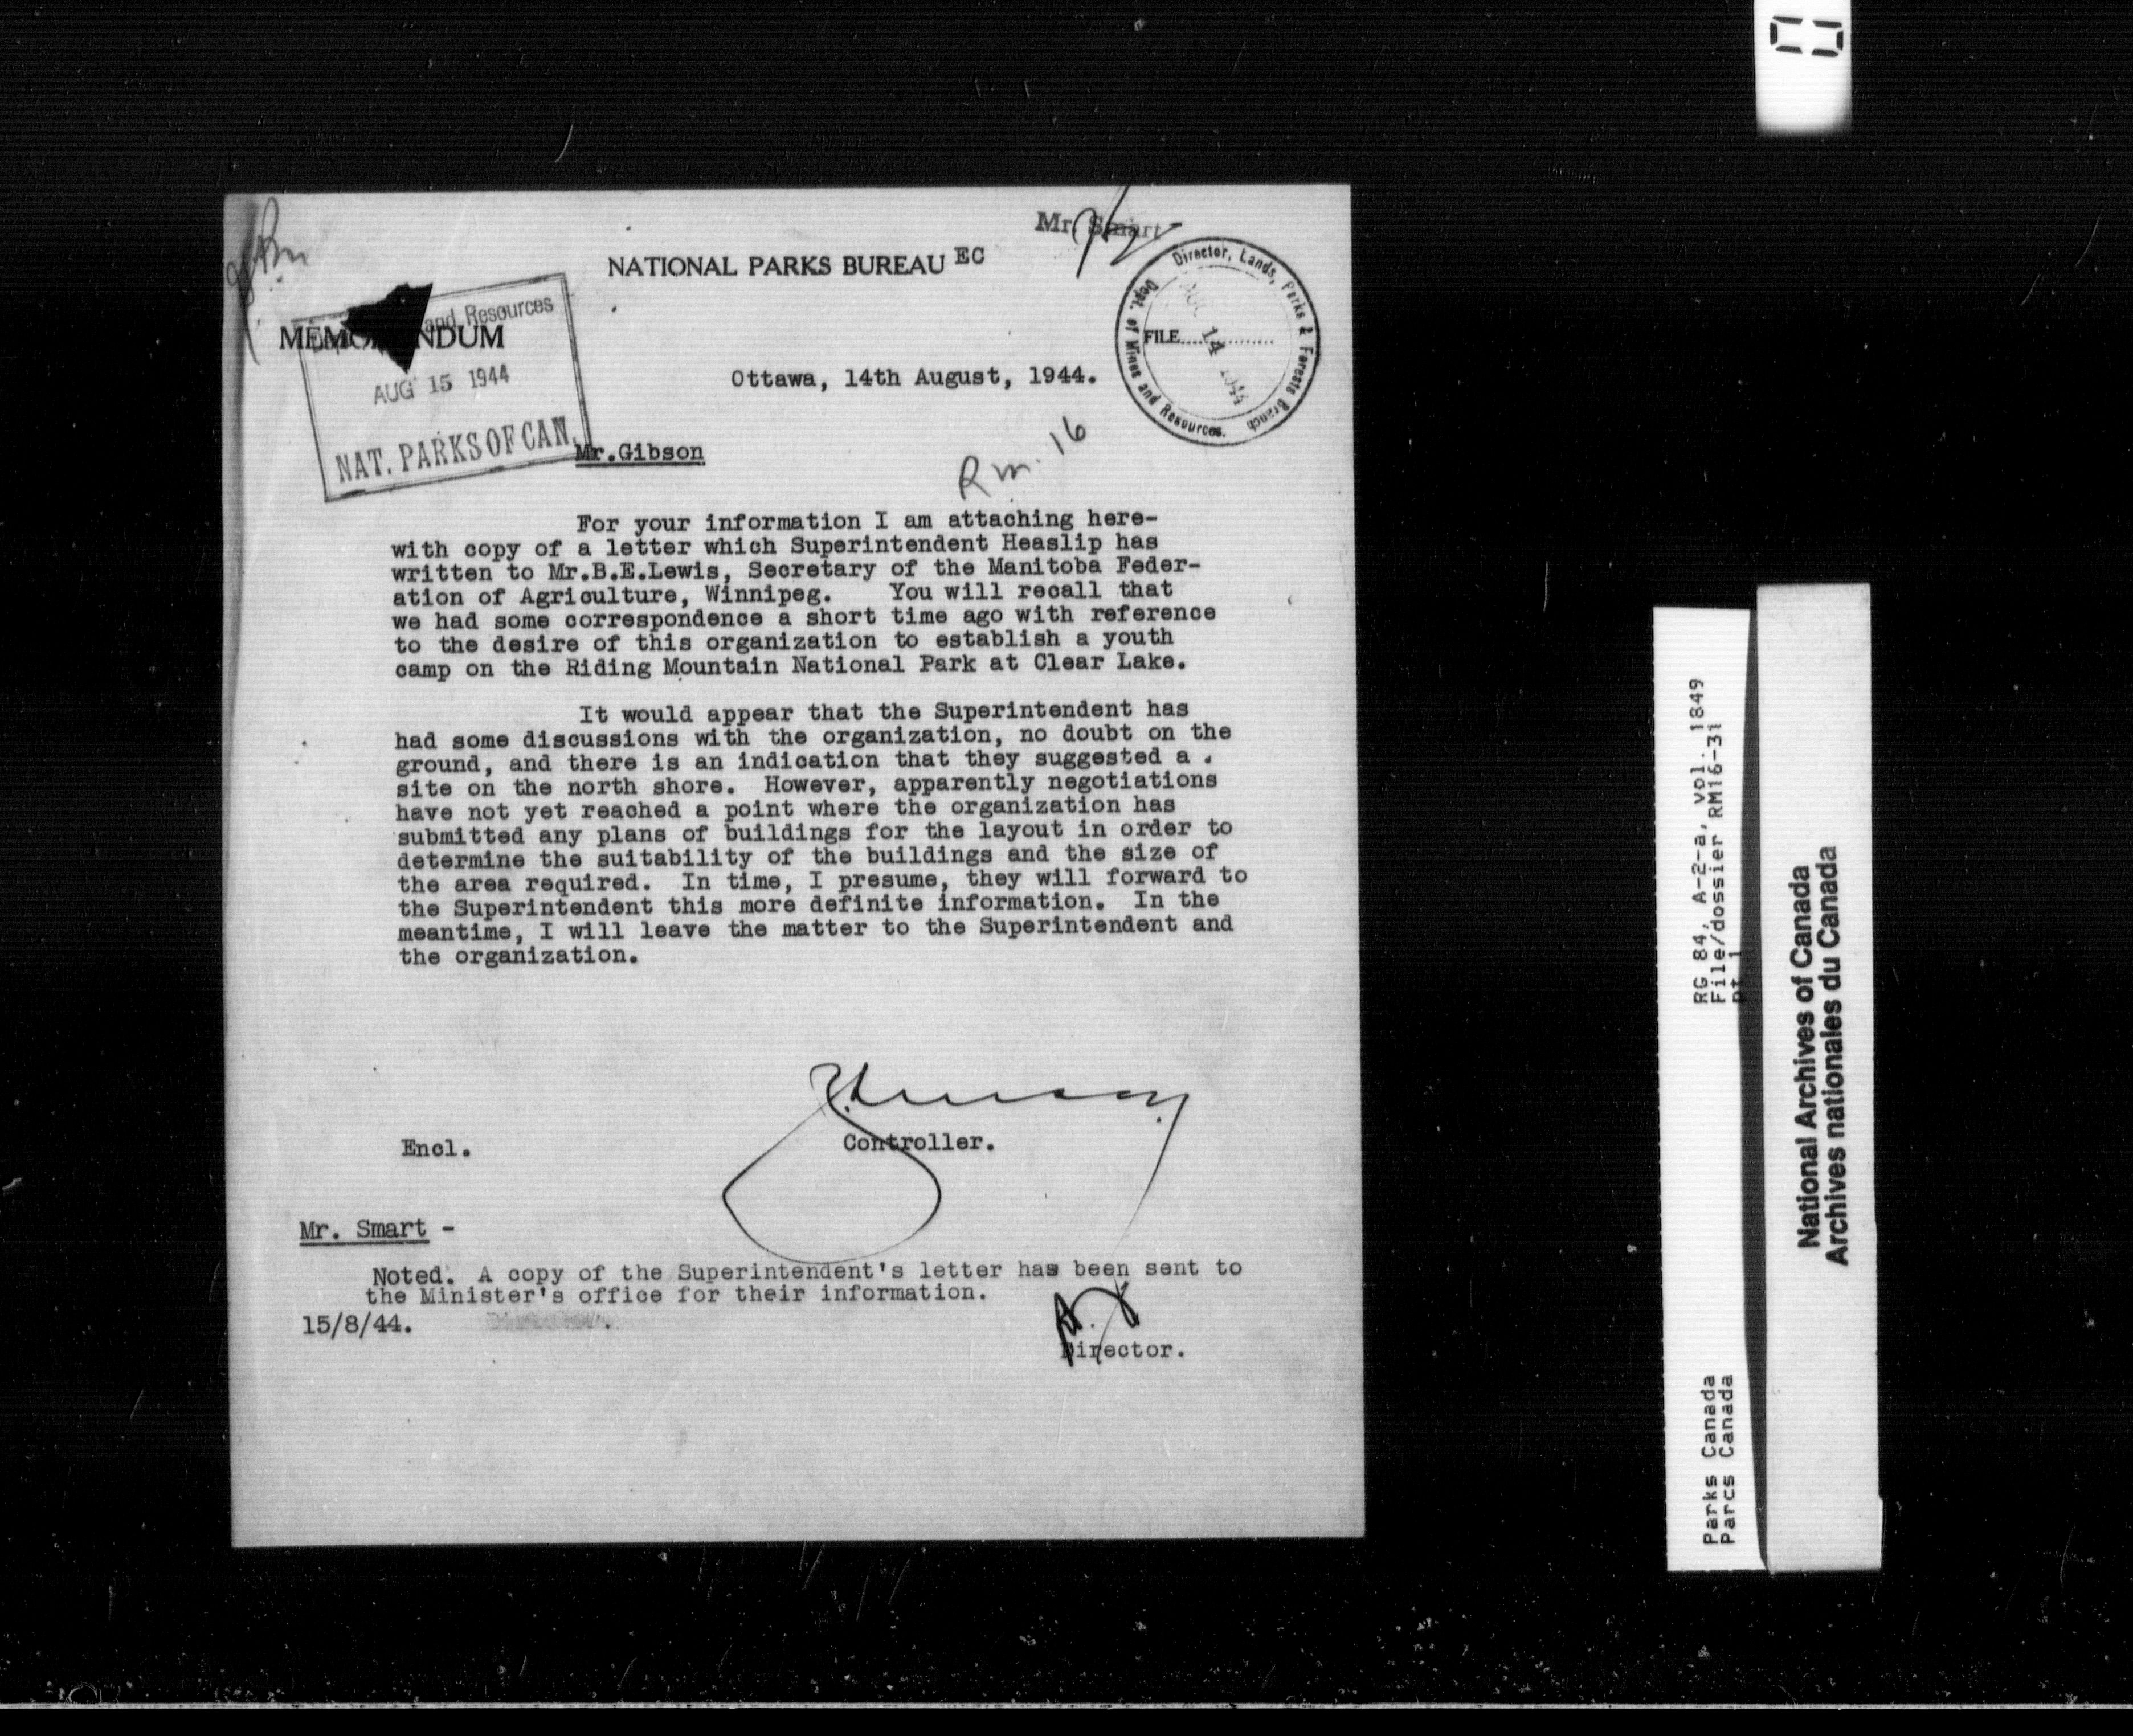 Mr. Smart
NATIONAL PARKS BUREAU EC
and Resources
MEMORANDUM
AUG 15 1944
NAT. PARKS OF CAN.
Director, Lands, Parks & Forests Branch
Dept. of Mines and Resources.
FILE..................
AUG 14 1944
Ottawa, 14th August, 1944.
Rm. 16
Mr.Gibson
For your information I am attaching here-
with copy of a letter which Superintendent Heaslip has
written to Mr.B.E.Lewis, Secretary of the Manitoba Feder-
ation of Agriculture, Winnipeg. You will recall that
we had some correspondence a short time ago with reference
to the desire of this organization to establish a youth
camp on the Riding Mountain National Park at Clear Lake.
It would appear that the Superintendent has
had some discussions with the organization, no doubt on the
ground, and there is an indication that they suggested a .
site on the north shore. However, apparently negotiations
have not yet reached a point where the organization has
submitted any plans of buildings for the layout in order to
determine the suitability of the buildings and the size of
the area required. In time, I presume, they will forward to
the Superintendent this more definite information. In the
meantime, I will leave the matter to the Superintendent and
the organization.
Encl.
Controller.
Mr. Smart -
Noted. A copy of the Superintendent's letter has been sent to
the Minister's office for their information.
15/8/44.
Director.
RG 84, A-2-a, vol. 1849
File/dossier RM16-31
pt 1
Parks Canada
Parcs Canada
National Archives of Canada
Archives nationales du Canada